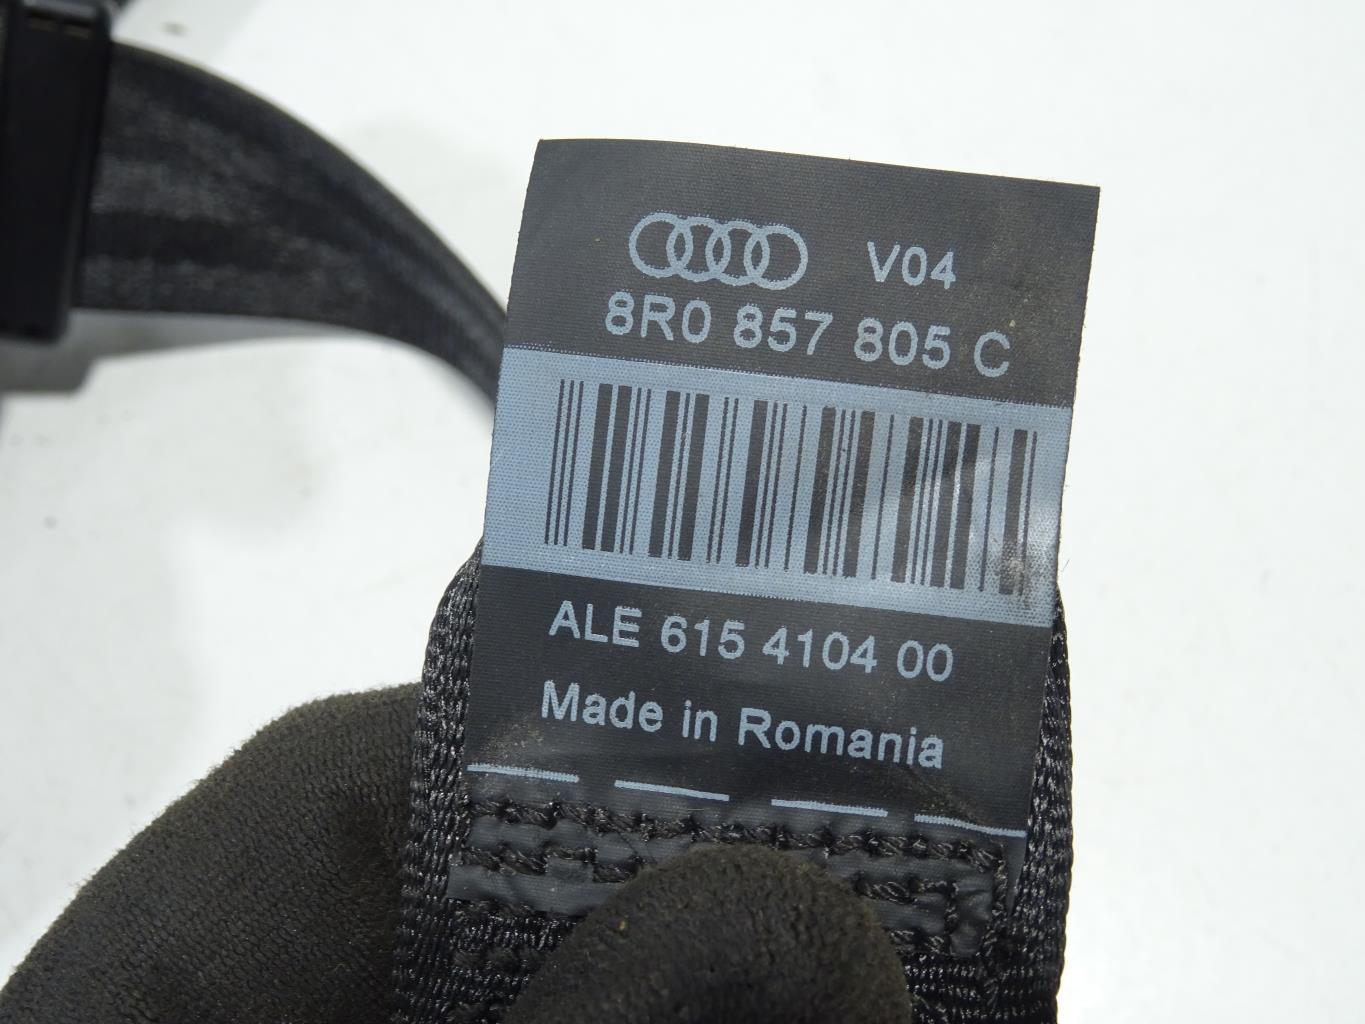 V04
8R0 857 805 C
ALE 615 4104 00
Made in Romania